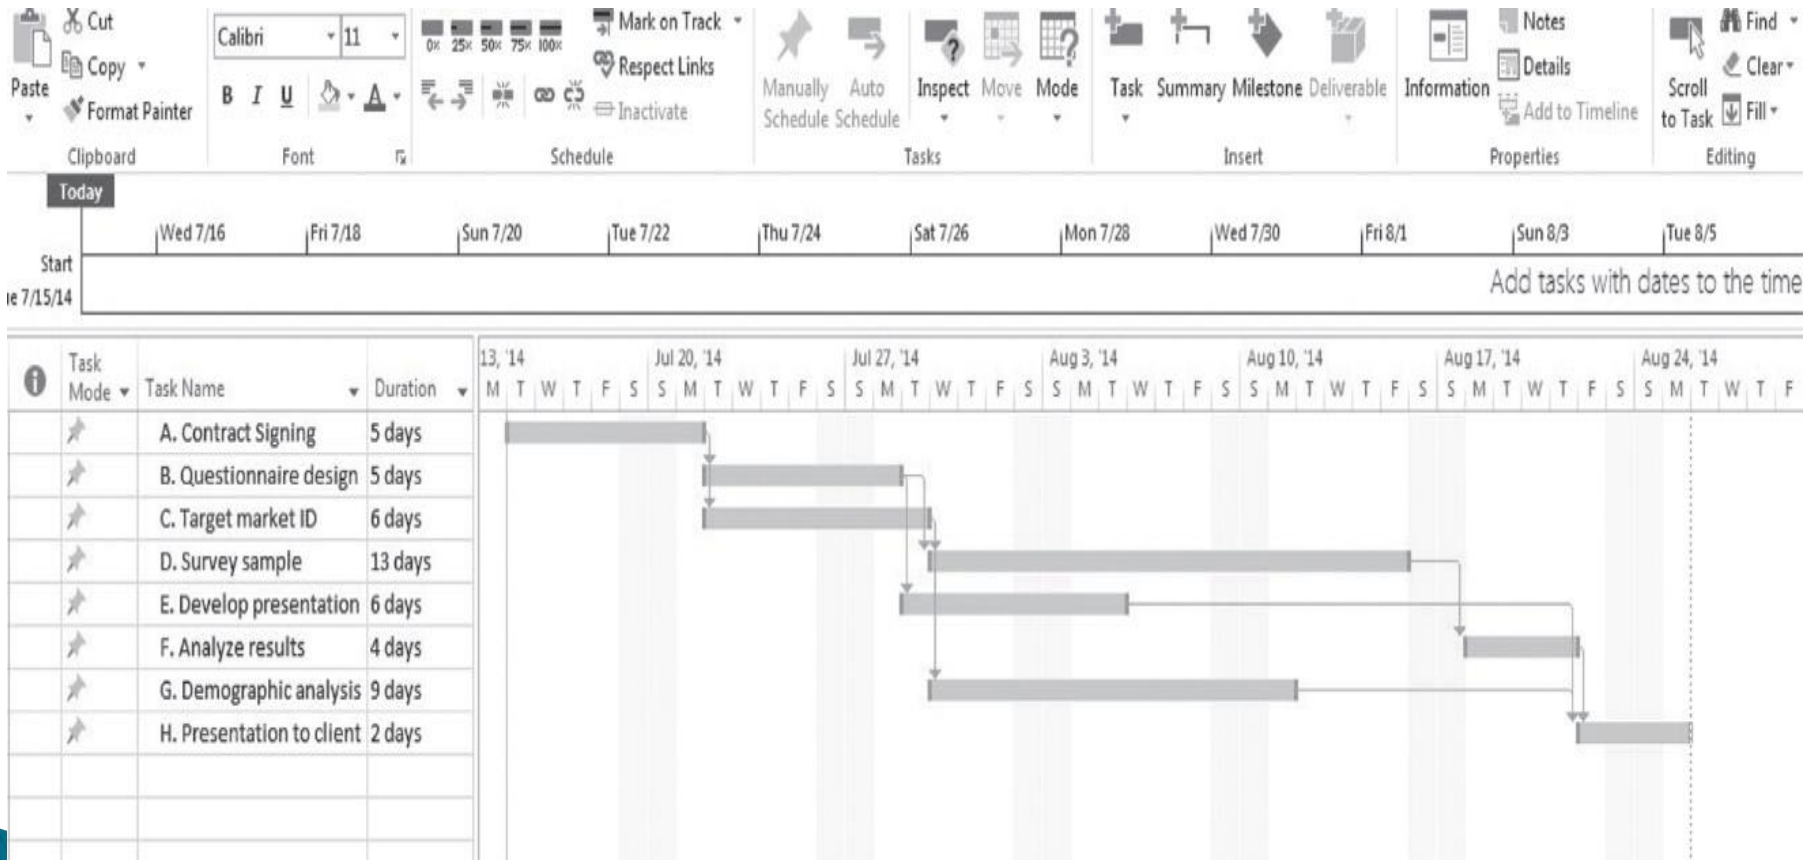 Cut
Copy
Paste
Format Painter
Clipboard
Calibri 11
B I U A
Font
0× 25× 50× 75× 100×
Mark on Track
Respect Links
Inactivate
Schedule
Manually Schedule
Auto Schedule
Inspect
Move
Mode
Tasks
Task
Summary
Milestone
Deliverable
Insert
Information
Notes
Details
Add to Timeline
Properties
Scroll to Task
Find
Clear
Fill
Editing
Today
Wed 7/16 Fri 7/18 Sun 7/20 Tue 7/22 Thu 7/24 Sat 7/26 Mon 7/28 Wed 7/30 Fri 8/1 Sun 8/3 Tue 8/5
Start
e 7/15/14
Add tasks with dates to the time
Task Mode Task Name Duration
13, '14 Jul 20, '14 Jul 27, '14 Aug 3, '14 Aug 10, '14 Aug 17, '14 Aug 24, '14
M T W T F S S M T W T F S S M T W T F S S M T W T F S S M T W T F S S M T W T F S S M T W T F
A. Contract Signing 5 days
B. Questionnaire design 5 days
C. Target market ID 6 days
D. Survey sample 13 days
E. Develop presentation 6 days
F. Analyze results 4 days
G. Demographic analysis 9 days
H. Presentation to client 2 days